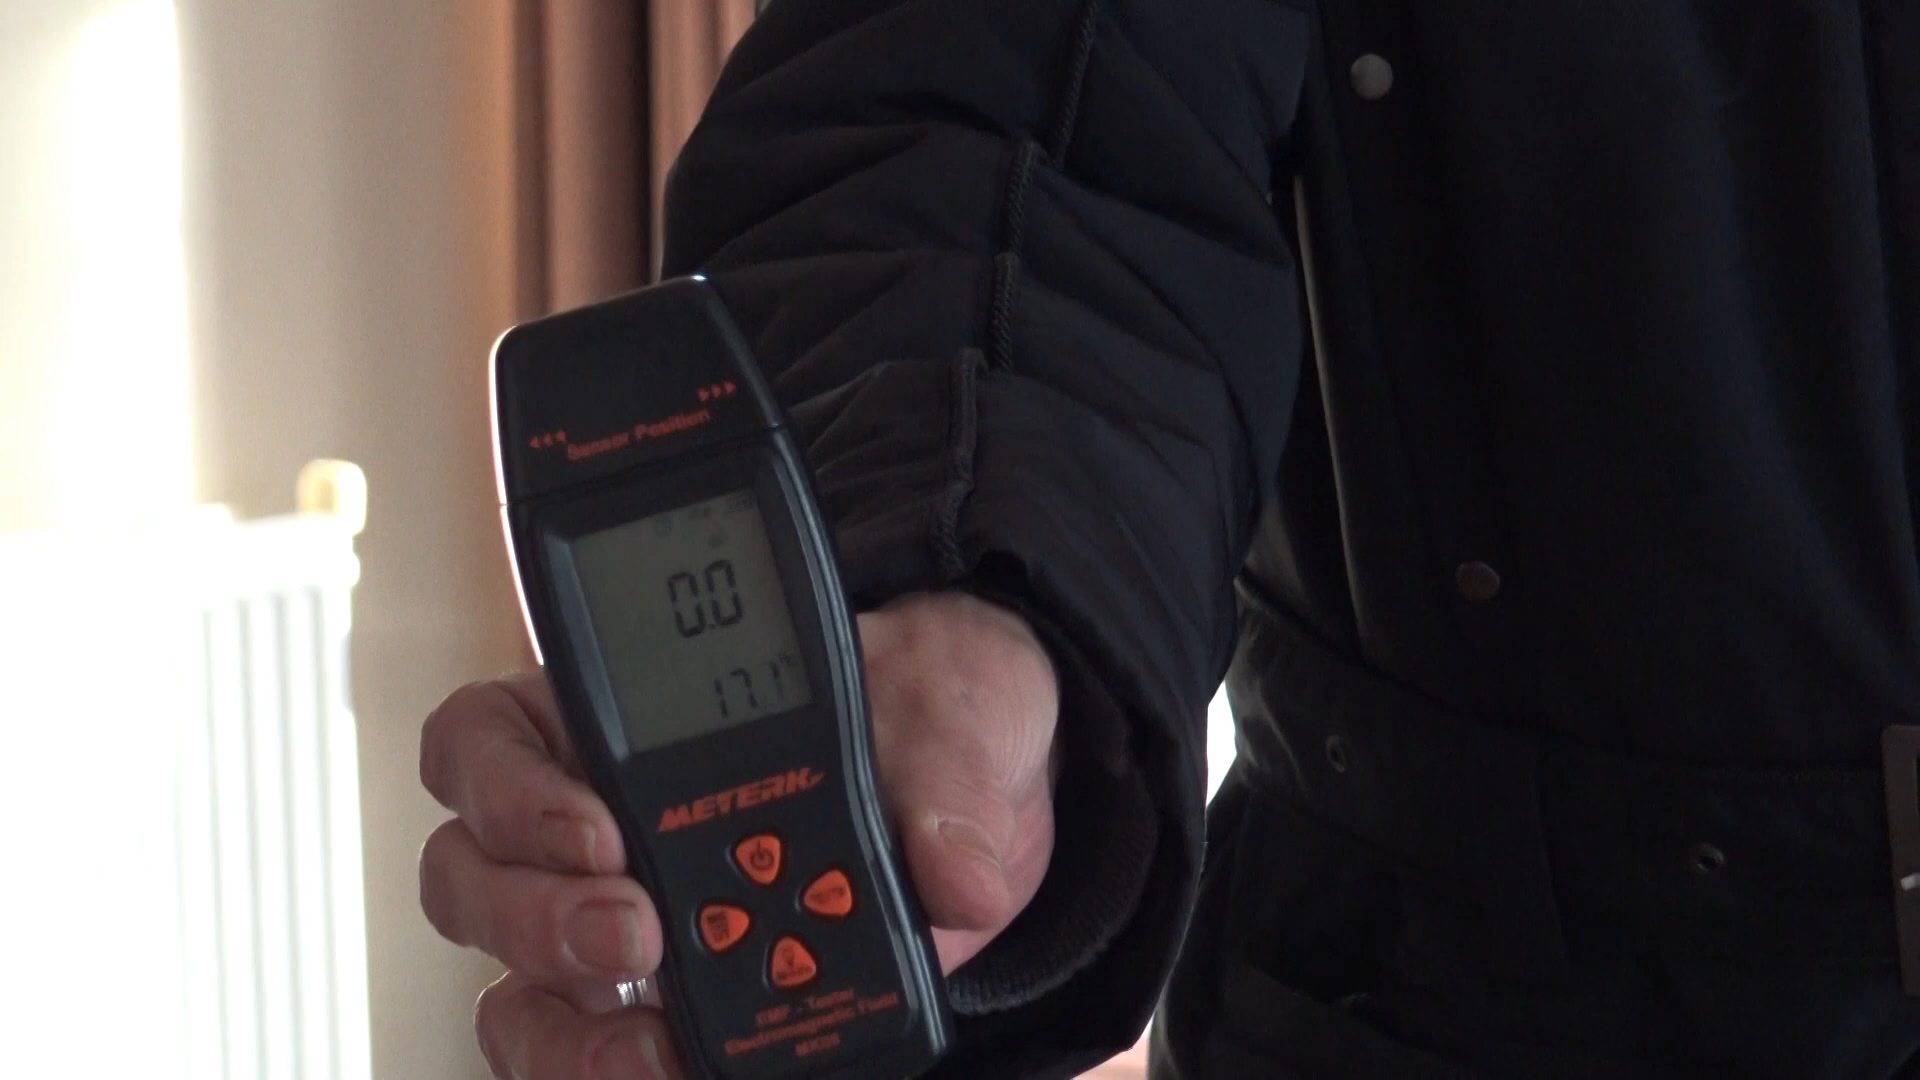 Sensor Position
0.0
17.1°C
METERK
EMF - Tester
Electromagnetic Field